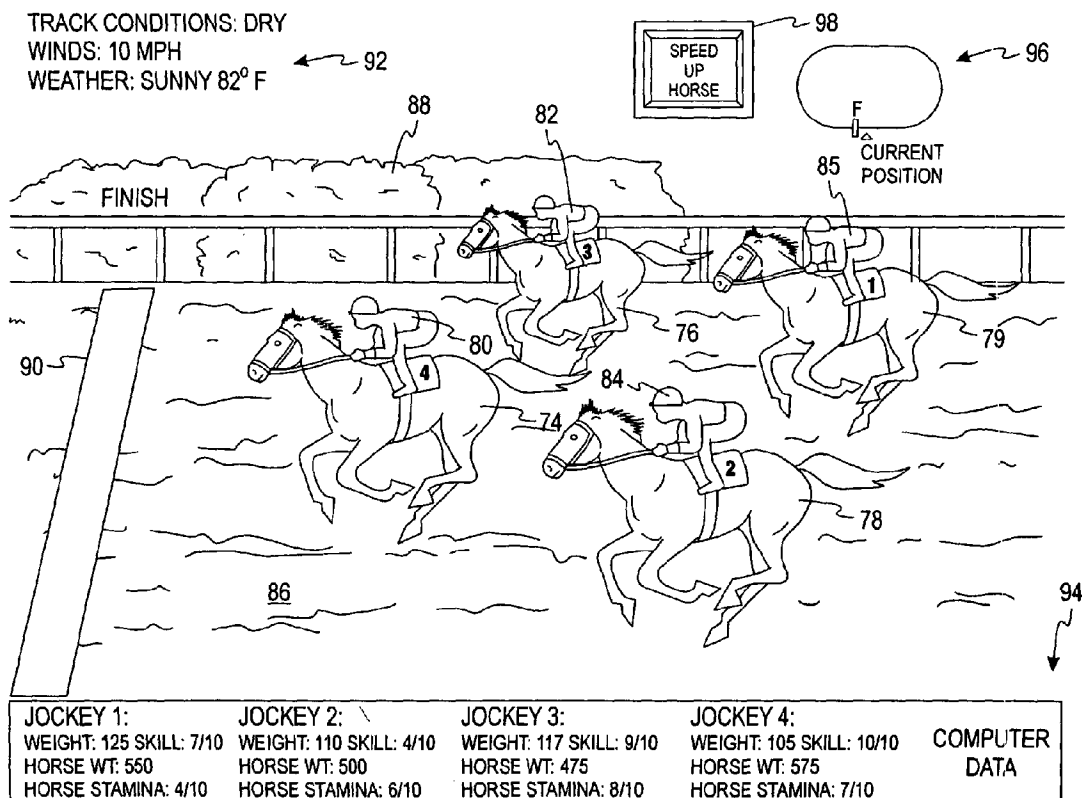 TRACK CONDITIONS: DRY
WINDS: 10 MPH
WEATHER: SUNNY 82° F
92
98
SPEED
UP
HORSE
96
F
CURRENT
POSITION
88
82
85
FINISH
3
1
76
79
90
80
4
84
74
2
78
86
94
JOCKEY 1:
WEIGHT: 125 SKILL: 7/10
HORSE WT: 550
HORSE STAMINA: 4/10
JOCKEY 2:
WEIGHT: 110 SKILL: 4/10
HORSE WT: 500
HORSE STAMINA: 6/10
JOCKEY 3:
WEIGHT: 117 SKILL: 9/10
HORSE WT: 475
HORSE STAMINA: 8/10
JOCKEY 4:
WEIGHT: 105 SKILL: 10/10
HORSE WT: 575
HORSE STAMINA: 7/10
COMPUTER
DATA